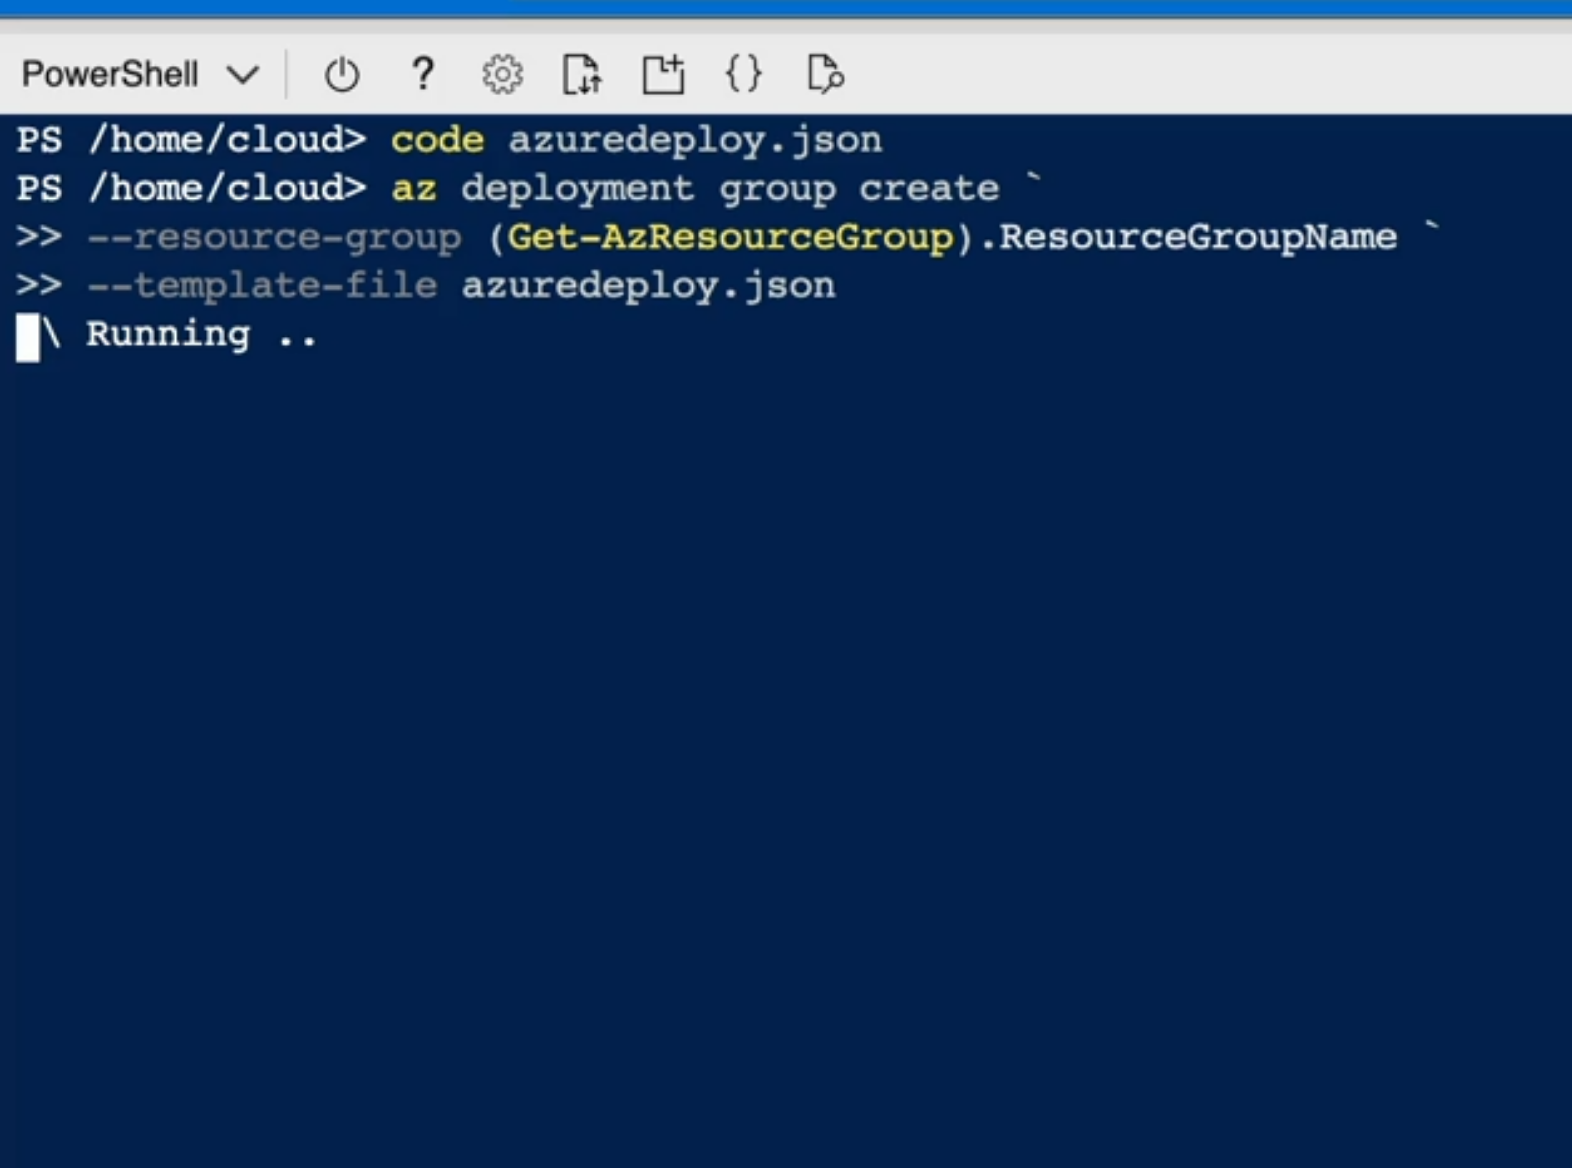 PowerShell
PS /home/cloud> code azuredeploy.json
PS /home/cloud> az deployment group create `
>> --resource-group (Get-AzResourceGroup).ResourceGroupName `
>> --template-file azuredeploy.json
\ Running ..